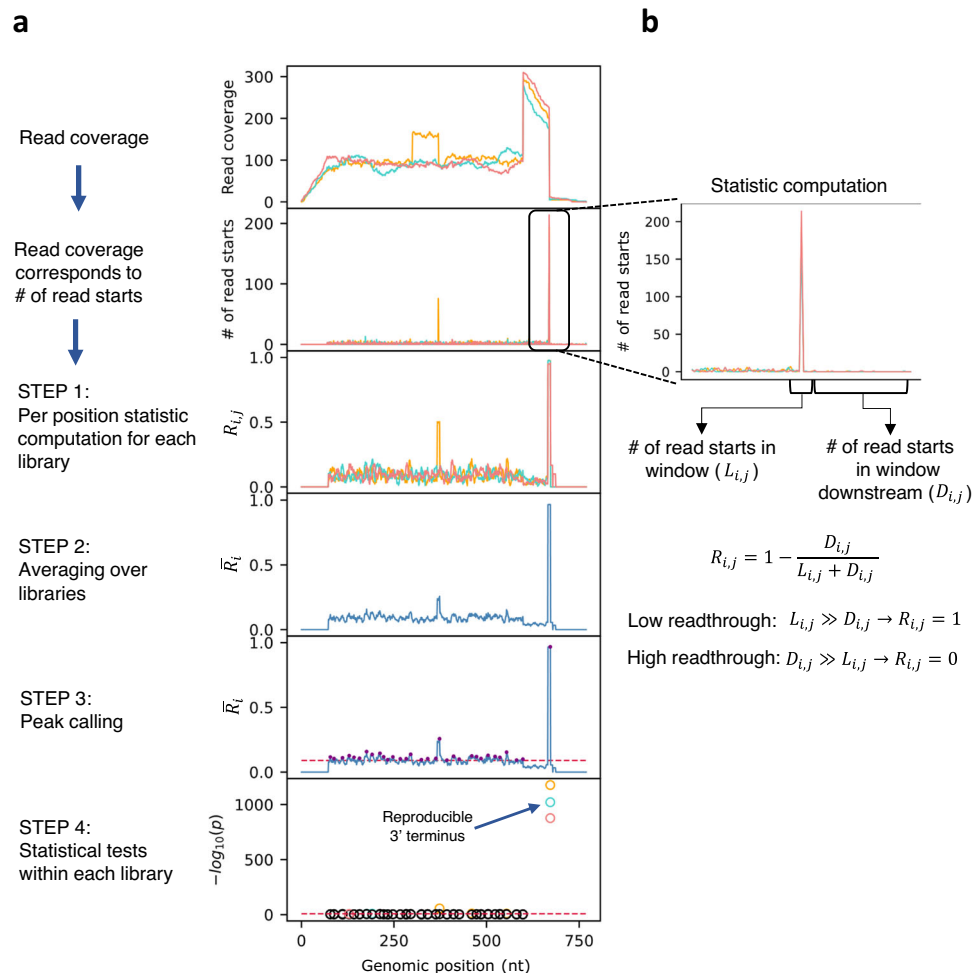 a
b
Read coverage
Read coverage
corresponds to
# of read starts
STEP 1:
Per position statistic
computation for each
library
STEP 2:
Averaging over
libraries
STEP 3:
Peak calling
STEP 4:
Statistical tests
within each library
Read coverage
300
200
100
0
# of read starts
200
100
0
R_{i,j}
1.0
0.5
0.0
R̅_i
1.0
0.5
0.0
R̅_i
1.0
0.5
0.0
−log₁₀(p)
1000
500
0
Reproducible
3' terminus
0
250
500
750
Genomic position (nt)
Statistic computation
# of read starts
200
150
100
50
0
# of read starts in
window (L_{i,j})
# of read starts
in window
downstream (D_{i,j})
R_{i,j} = 1 − D_{i,j} / (L_{i,j} + D_{i,j})
Low readthrough: L_{i,j} ≫ D_{i,j} → R_{i,j} = 1
High readthrough: D_{i,j} ≫ L_{i,j} → R_{i,j} = 0